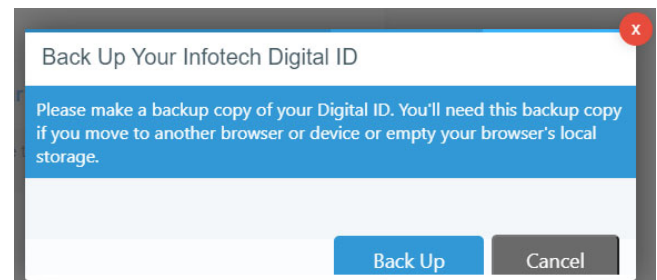 x
Back Up Your Infotech Digital ID
Please make a backup copy of your Digital ID. You'll need this backup copy
if you move to another browser or device or empty your browser's local
storage.
Back Up
Cancel